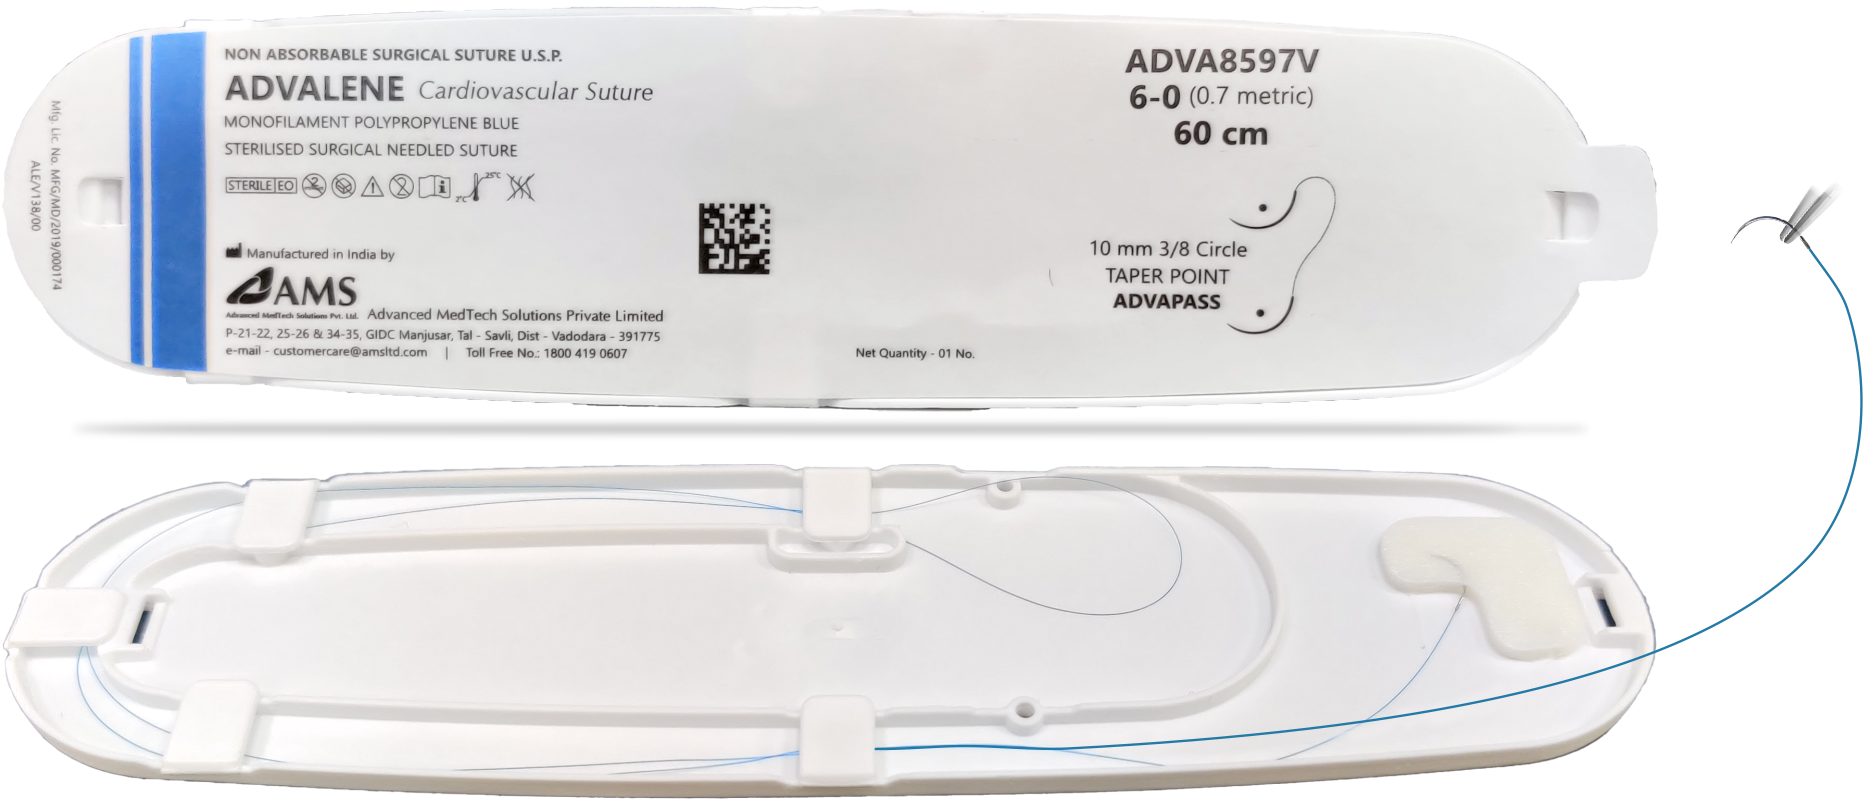 Mfg. Lic. No. MFG/MD/2019/000174
ALE/V138/00
NON ABSORBABLE SURGICAL SUTURE U.S.P.
ADVALENE Cardiovascular Suture
MONOFILAMENT POLYPROPYLENE BLUE
STERILISED SURGICAL NEEDLED SUTURE
STERILE EO 2 2°C 25°C
Manufactured in India by
AMS
Advanced MedTech Solutions Pvt. Ltd. Advanced MedTech Solutions Private Limited
P-21-22, 25-26 & 34-35, GIDC Manjusar, Tal - Savli, Dist - Vadodara - 391775
e-mail - customercare@amsltd.com | Toll Free No.: 1800 419 0607
Net Quantity - 01 No.
ADVA8597V
6-0 (0.7 metric)
60 cm
10 mm 3/8 Circle
TAPER POINT
ADVAPASS